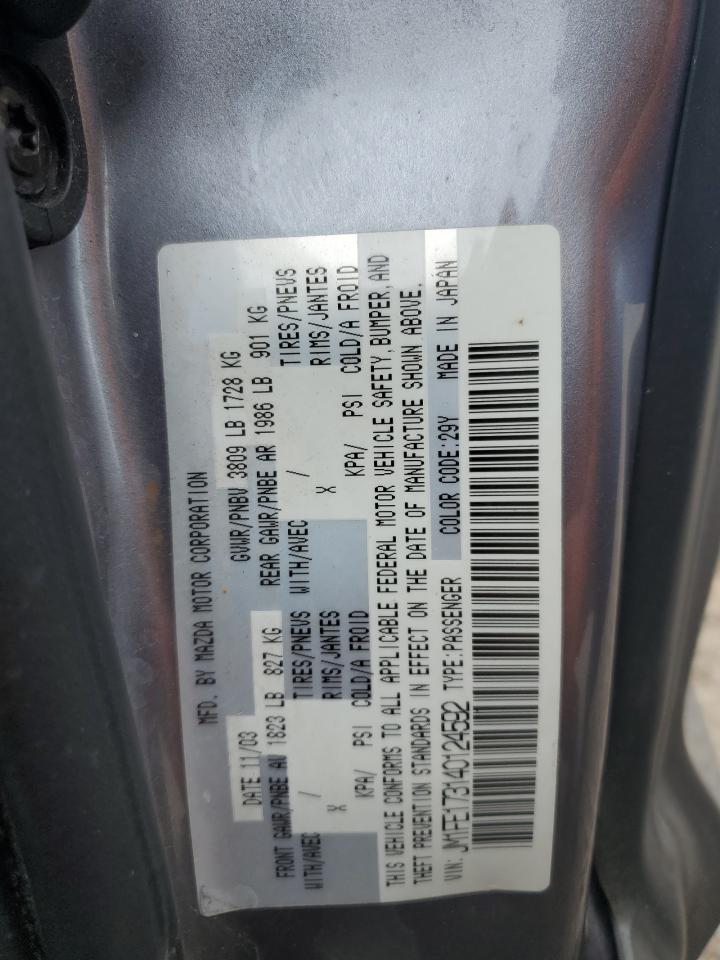 MFD. BY MAZDA MOTOR CORPORATION
DATE 11/03 GVWR/PNBV 3809 LB 1728 KG
FRONT GAWR/PNBE AV 1823 LB 827 KG REAR GAWR/PNBE AR 1986 LB 901 KG
WITH/AVEC / TIRES/PNEVS WITH/AVEC / TIRES/PNEVS
X RIMS/JANTES X RIMS/JANTES
KPA/ PSI COLD/A FROID KPA/ PSI COLD/A FROID
THIS VEHICLE CONFORMS TO ALL APPLICABLE FEDERAL MOTOR VEHICLE SAFETY, BUMPER, AND
THEFT PREVENTION STANDARDS IN EFFECT ON THE DATE OF MANUFACTURE SHOWN ABOVE.
VIN: JM1FE173140124592 TYPE:PASSENGER COLOR CODE:29Y MADE IN JAPAN